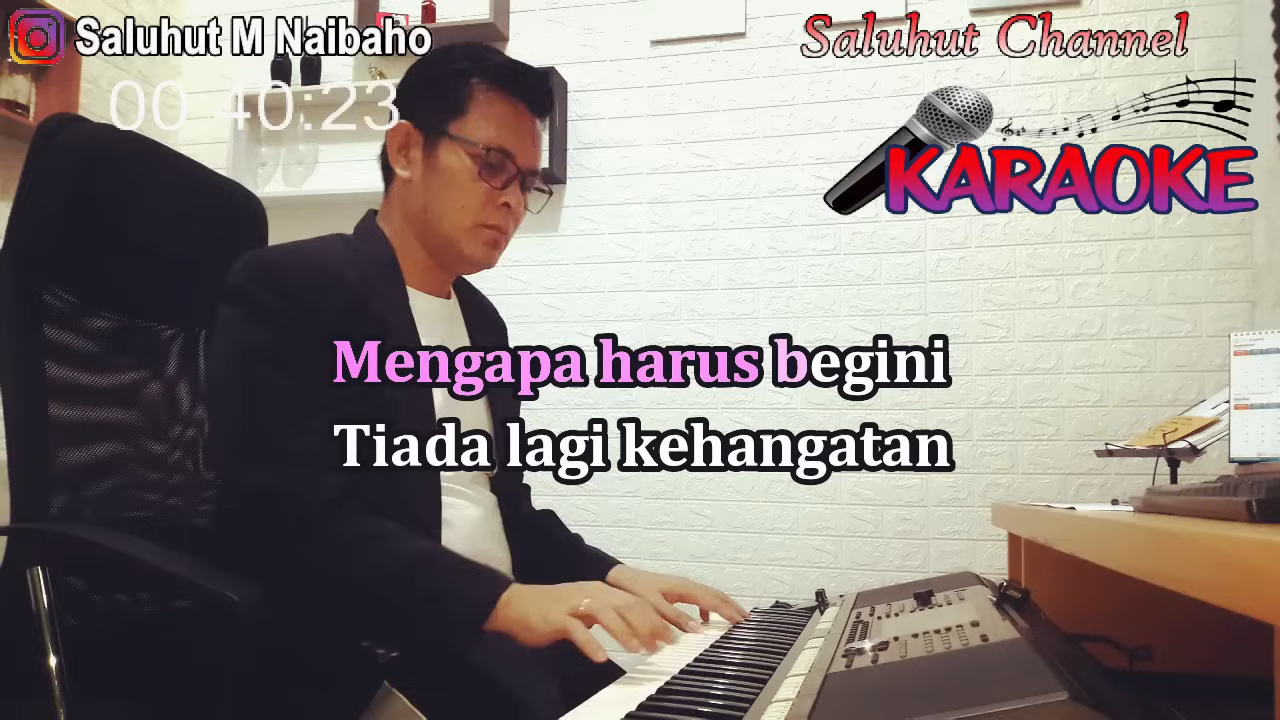 Saluhut M Naibaho
Saluhut Channel
00:40:23
KARAOKE
Mengapa harus begini
Tiada lagi kehangatan